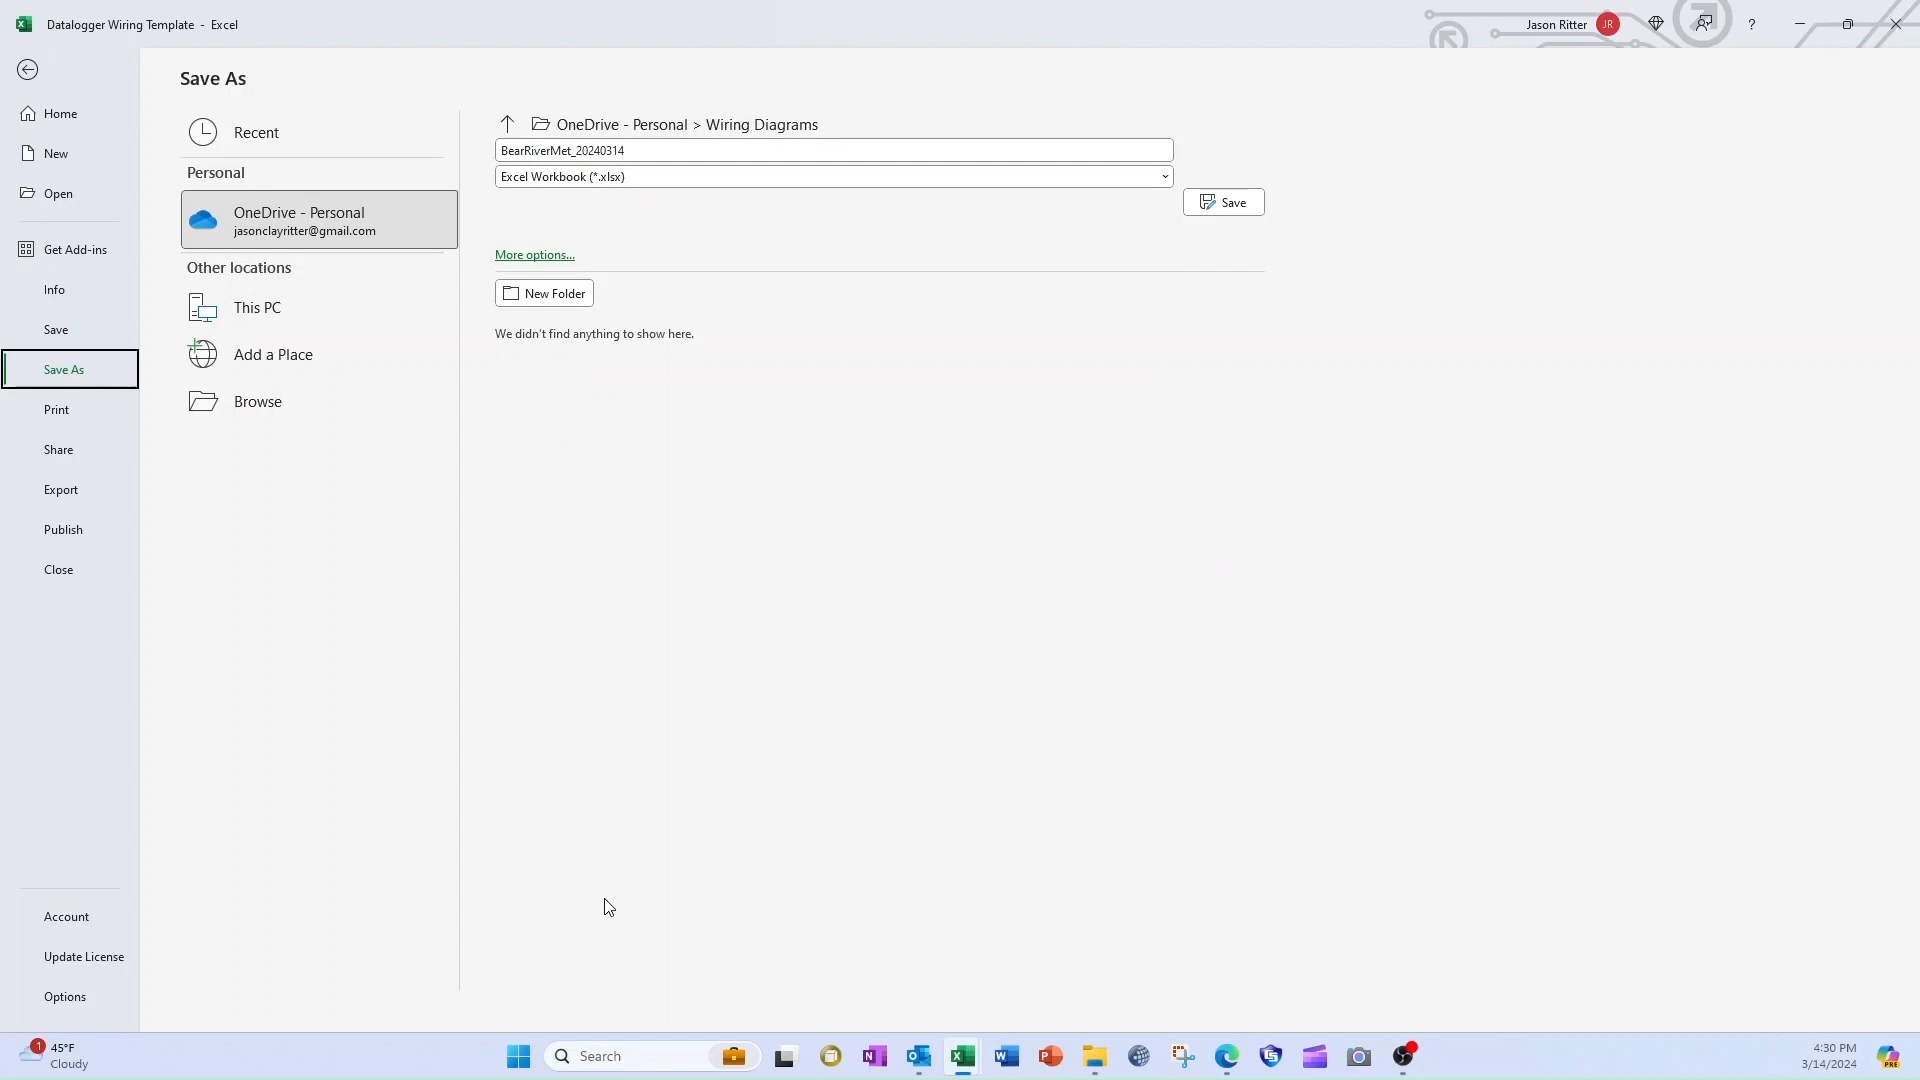 Datalogger Wiring Template - Excel
Jason Ritter JR ?
Save As
Home
New
Open
Get Add-ins
Info
Save
Save As
Print
Share
Export
Publish
Close
Account
Update License
Options
Recent
Personal
OneDrive - Personal
jasonclayritter@gmail.com
Other locations
This PC
Add a Place
Browse
OneDrive - Personal > Wiring Diagrams
BearRiverMet_20240314
Excel Workbook (*.xlsx)
Save
More options...
New Folder
We didn't find anything to show here.
1
45°F
Cloudy
Search
4:30 PM
3/14/2024
PRE